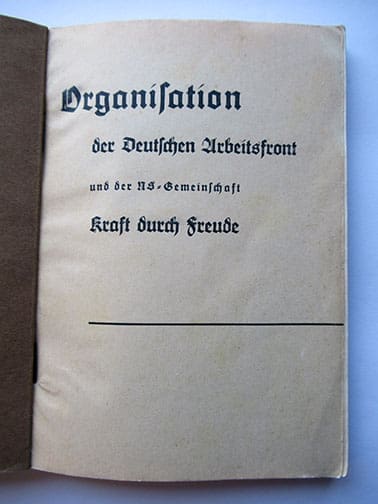 Organiſation
der Deutſchen Arbeitsfront
und der NS-Gemeinſchaft
Kraft durch Freude